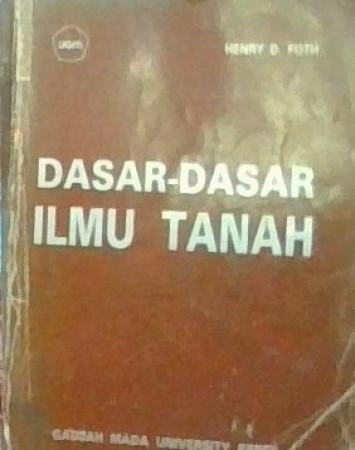 UGM
HENRY D. FOTH
DASAR-DASAR
ILMU TANAH
GADJAH MADA UNIVERSITY PRESS